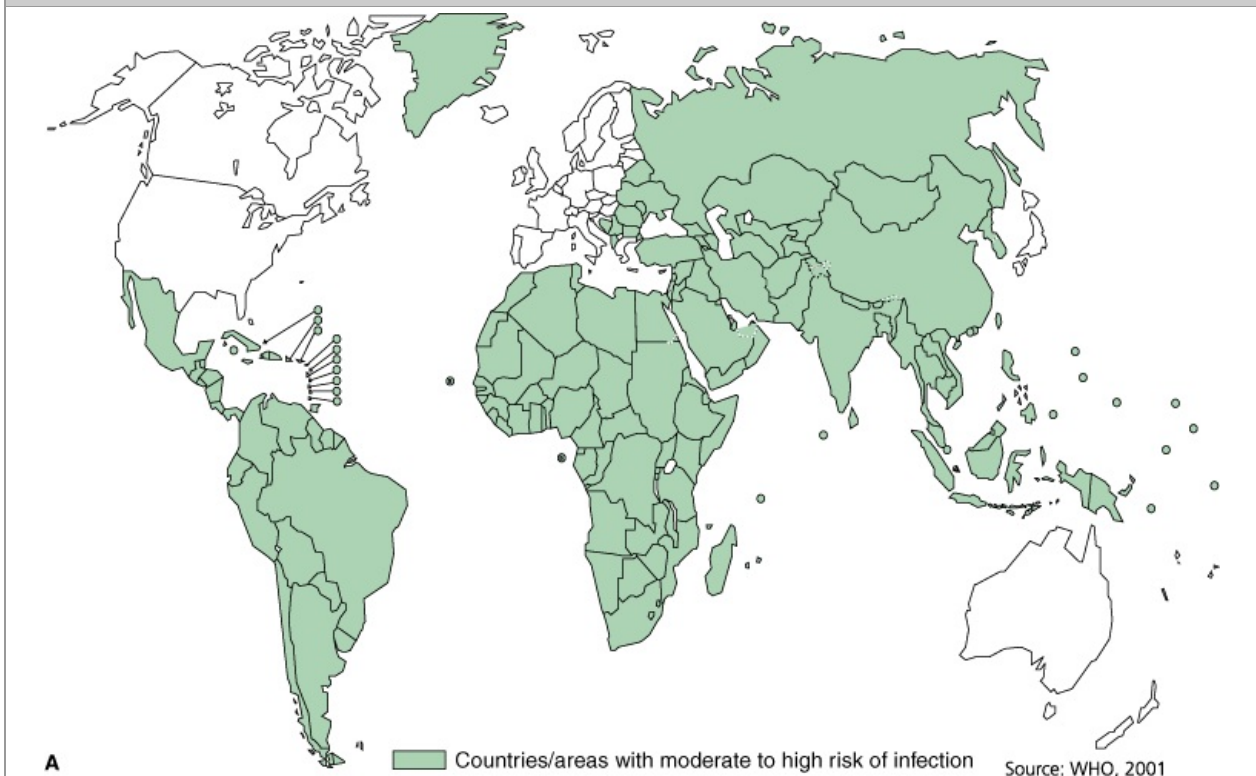 A
Countries/areas with moderate to high risk of infection
Source: WHO, 2001